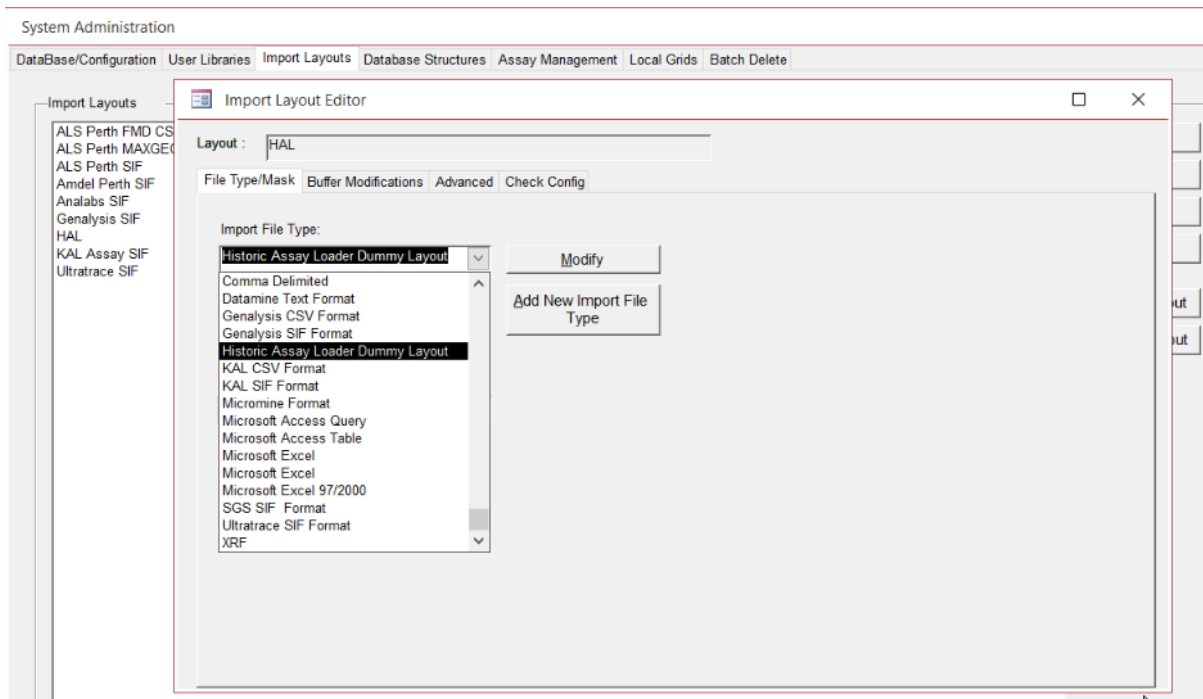 System Administration
DataBase/Configuration User Libraries Import Layouts Database Structures Assay Management Local Grids Batch Delete
Import Layouts
ALS Perth FMD CS
ALS Perth MAXGEO
ALS Perth SIF
Amdel Perth SIF
Analabs SIF
Genalysis SIF
HAL
KAL Assay SIF
Ultratrace SIF
Import Layout Editor
Layout : HAL
File Type/Mask Buffer Modifications Advanced Check Config
Import File Type:
Historic Assay Loader Dummy Layout
Modify
Add New Import File
Type
Comma Delimited
Datamine Text Format
Genalysis CSV Format
Genalysis SIF Format
Historic Assay Loader Dummy Layout
KAL CSV Format
KAL SIF Format
Micromine Format
Microsoft Access Query
Microsoft Access Table
Microsoft Excel
Microsoft Excel
Microsoft Excel 97/2000
SGS SIF Format
Ultratrace SIF Format
XRF
ut
ut